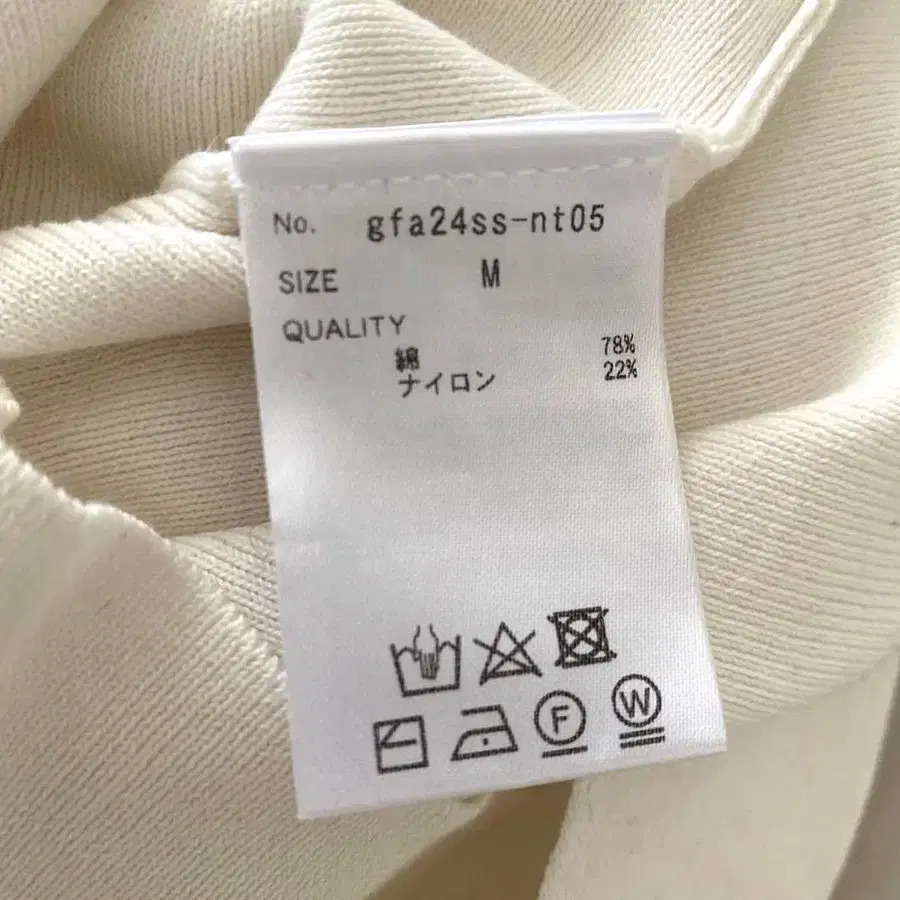 No. gfa24ss-nt05
SIZE M
QUALITY
綿 78%
ナイロン 22%
F W